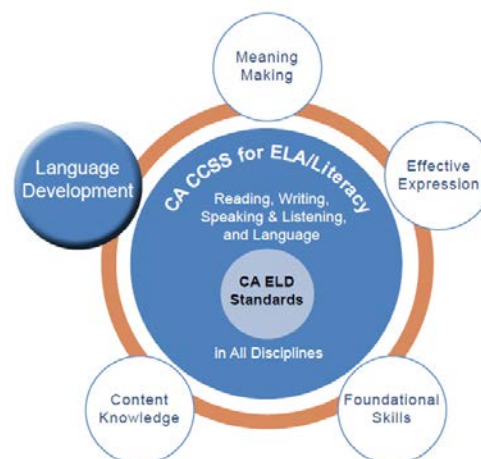 Meaning
Making
Language
Development
Effective
Expression
CA CCSS for ELA/Literacy
Reading, Writing,
Speaking & Listening,
and Language
CA ELD
Standards
in All Disciplines
Content
Knowledge
Foundational
Skills